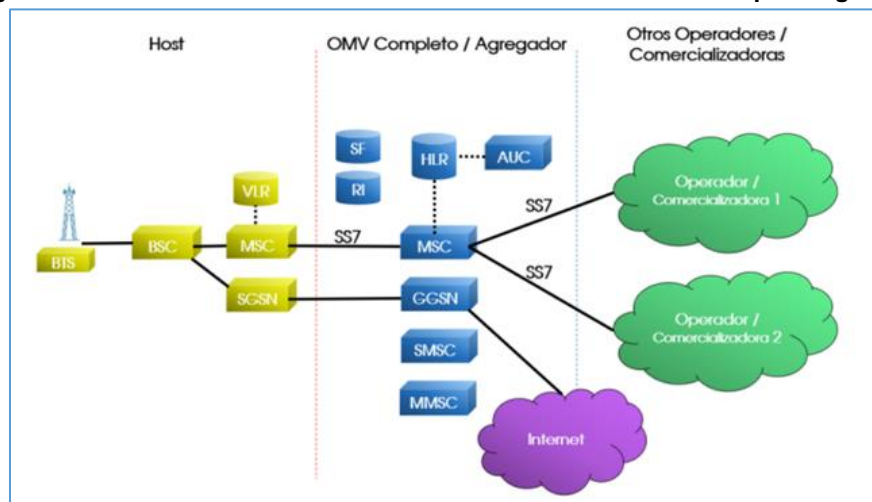 Host
OMV Completo / Agregador
Otros Operadores /
Comercializadoras
SF
HLR
AUC
RI
VLR
BTS
BSC
MSC
SS7
MSC
SS7
SS7
Operador /
Comercializadora 1
SGSN
GGSN
Operador /
Comercializadora 2
SMSC
MMSC
Internet